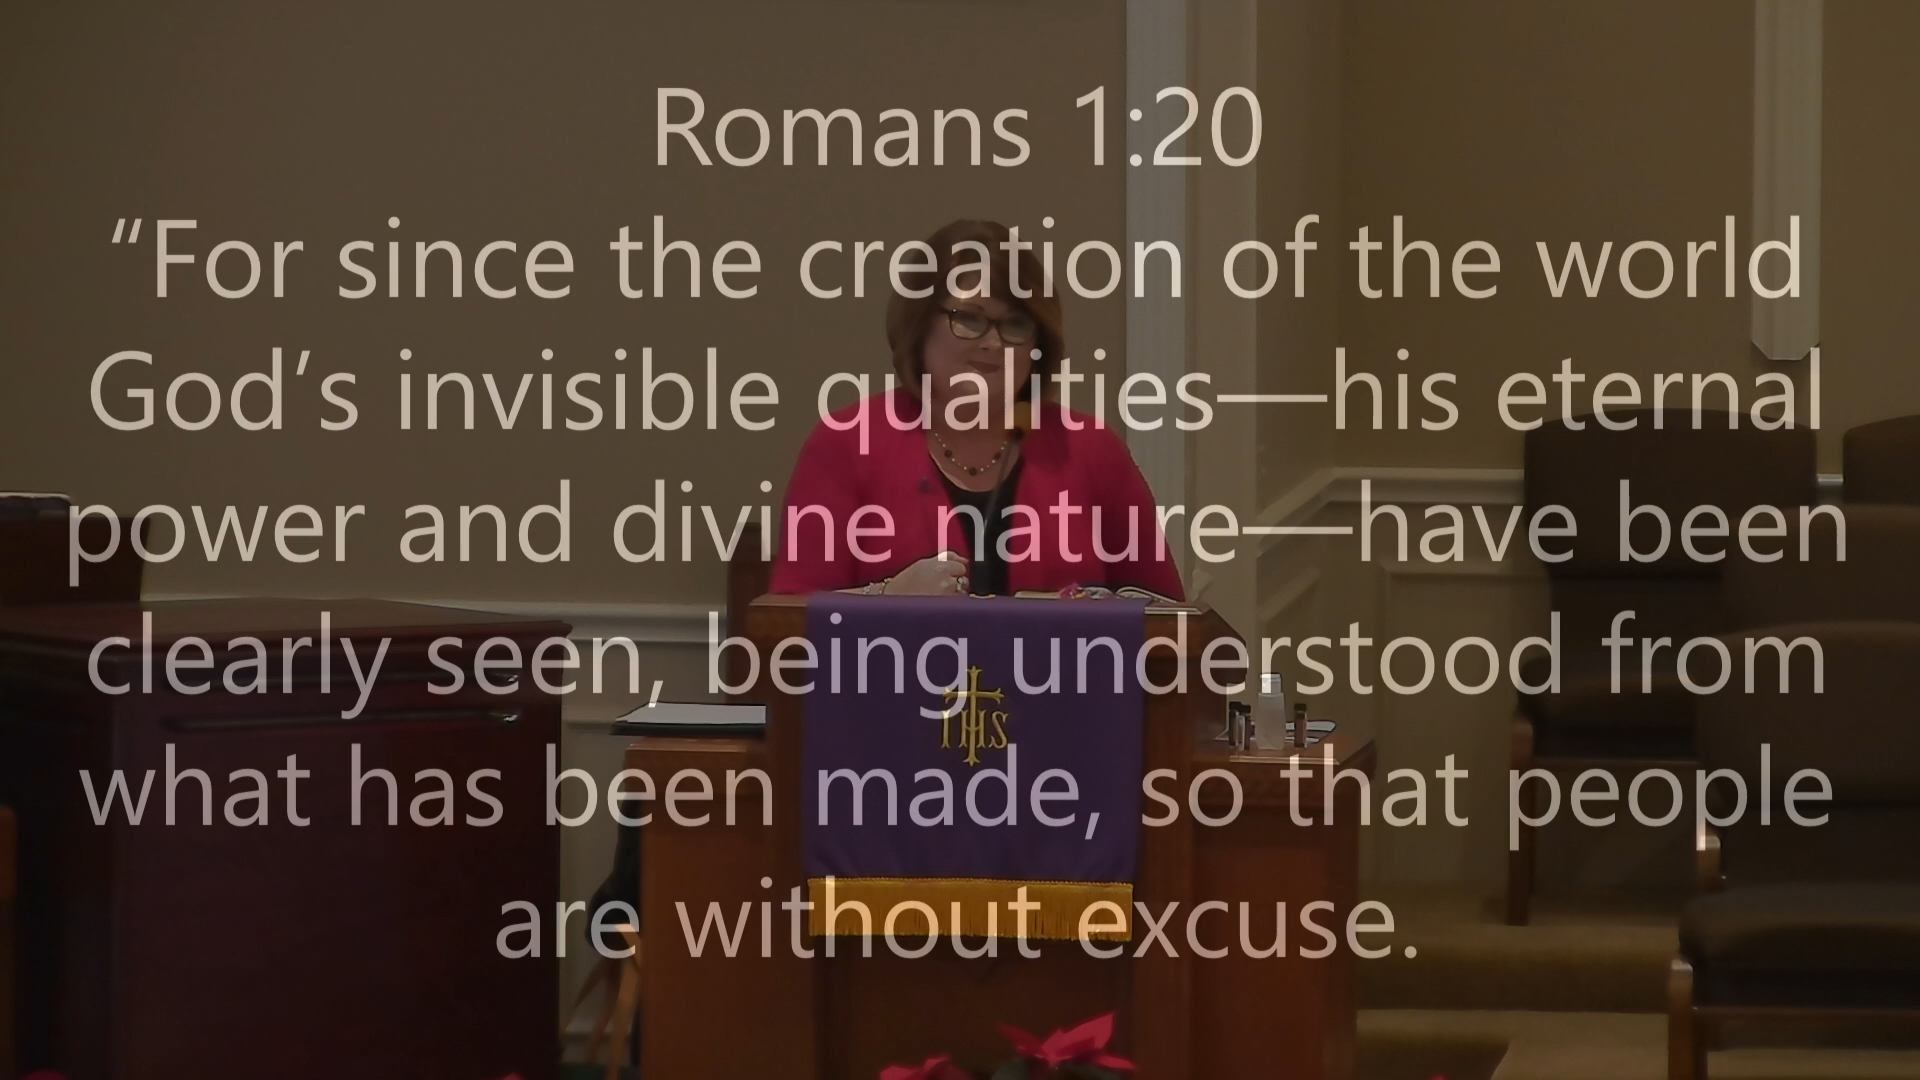 Romans 1:20
“For since the creation of the world
God’s invisible qualities—his eternal
power and divine nature—have been
clearly seen, being understood from
what has been made, so that people
are without excuse.
IHS